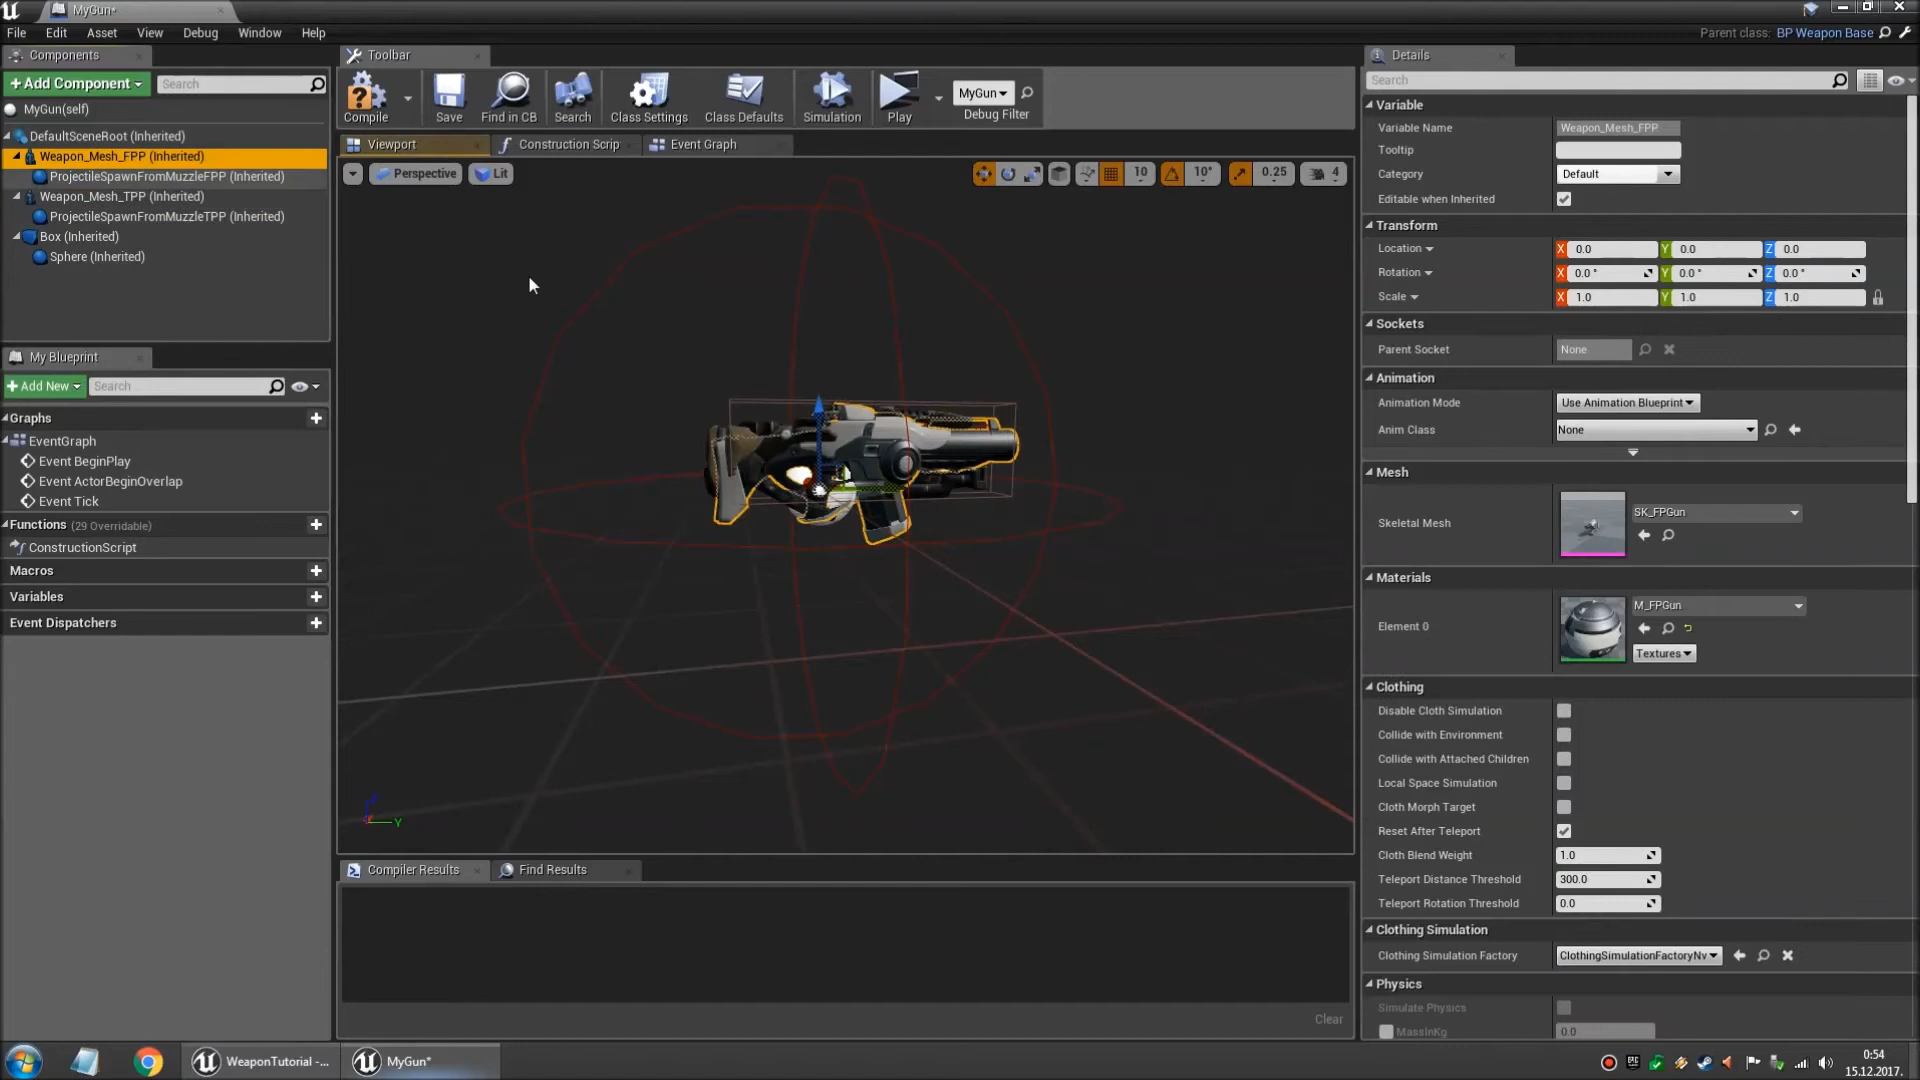 MyGun*
File Edit Asset View Debug Window Help
Parent class: BP Weapon Base
Components
+Add Component
Search
MyGun(self)
DefaultSceneRoot (Inherited)
Weapon_Mesh_FPP (Inherited)
ProjectileSpawnFromMuzzleFPP (Inherited)
Weapon_Mesh_TPP (Inherited)
ProjectileSpawnFromMuzzleTPP (Inherited)
Box (Inherited)
Sphere (Inherited)
My Blueprint
+Add New
Search
Graphs
EventGraph
Event BeginPlay
Event ActorBeginOverlap
Event Tick
Functions (29 Overridable)
ConstructionScript
Macros
Variables
Event Dispatchers
Toolbar
Compile
Save
Find in CB
Search
Class Settings
Class Defaults
Simulation
Play
MyGun
Debug Filter
Viewport
Construction Scrip
Event Graph
Perspective
Lit
10
10°
0.25
4
Y
Compiler Results
Find Results
Clear
Details
Search
Variable
Variable Name Weapon_Mesh_FPP
Tooltip
Category Default
Editable when Inherited
Transform
Location X 0.0 Y 0.0 Z 0.0
Rotation X 0.0 ° Y 0.0 ° Z 0.0 °
Scale X 1.0 Y 1.0 Z 1.0
Sockets
Parent Socket None
Animation
Animation Mode Use Animation Blueprint
Anim Class None
Mesh
Skeletal Mesh SK_FPGun
Materials
Element 0 M_FPGun
Textures
Clothing
Disable Cloth Simulation
Collide with Environment
Collide with Attached Children
Local Space Simulation
Cloth Morph Target
Reset After Teleport
Cloth Blend Weight 1.0
Teleport Distance Threshold 300.0
Teleport Rotation Threshold 0.0
Clothing Simulation
Clothing Simulation Factory ClothingSimulationFactoryNv
Physics
Simulate Physics
MassInKg 0.0
WeaponTutorial -...
MyGun*
0:54
15.12.2017.